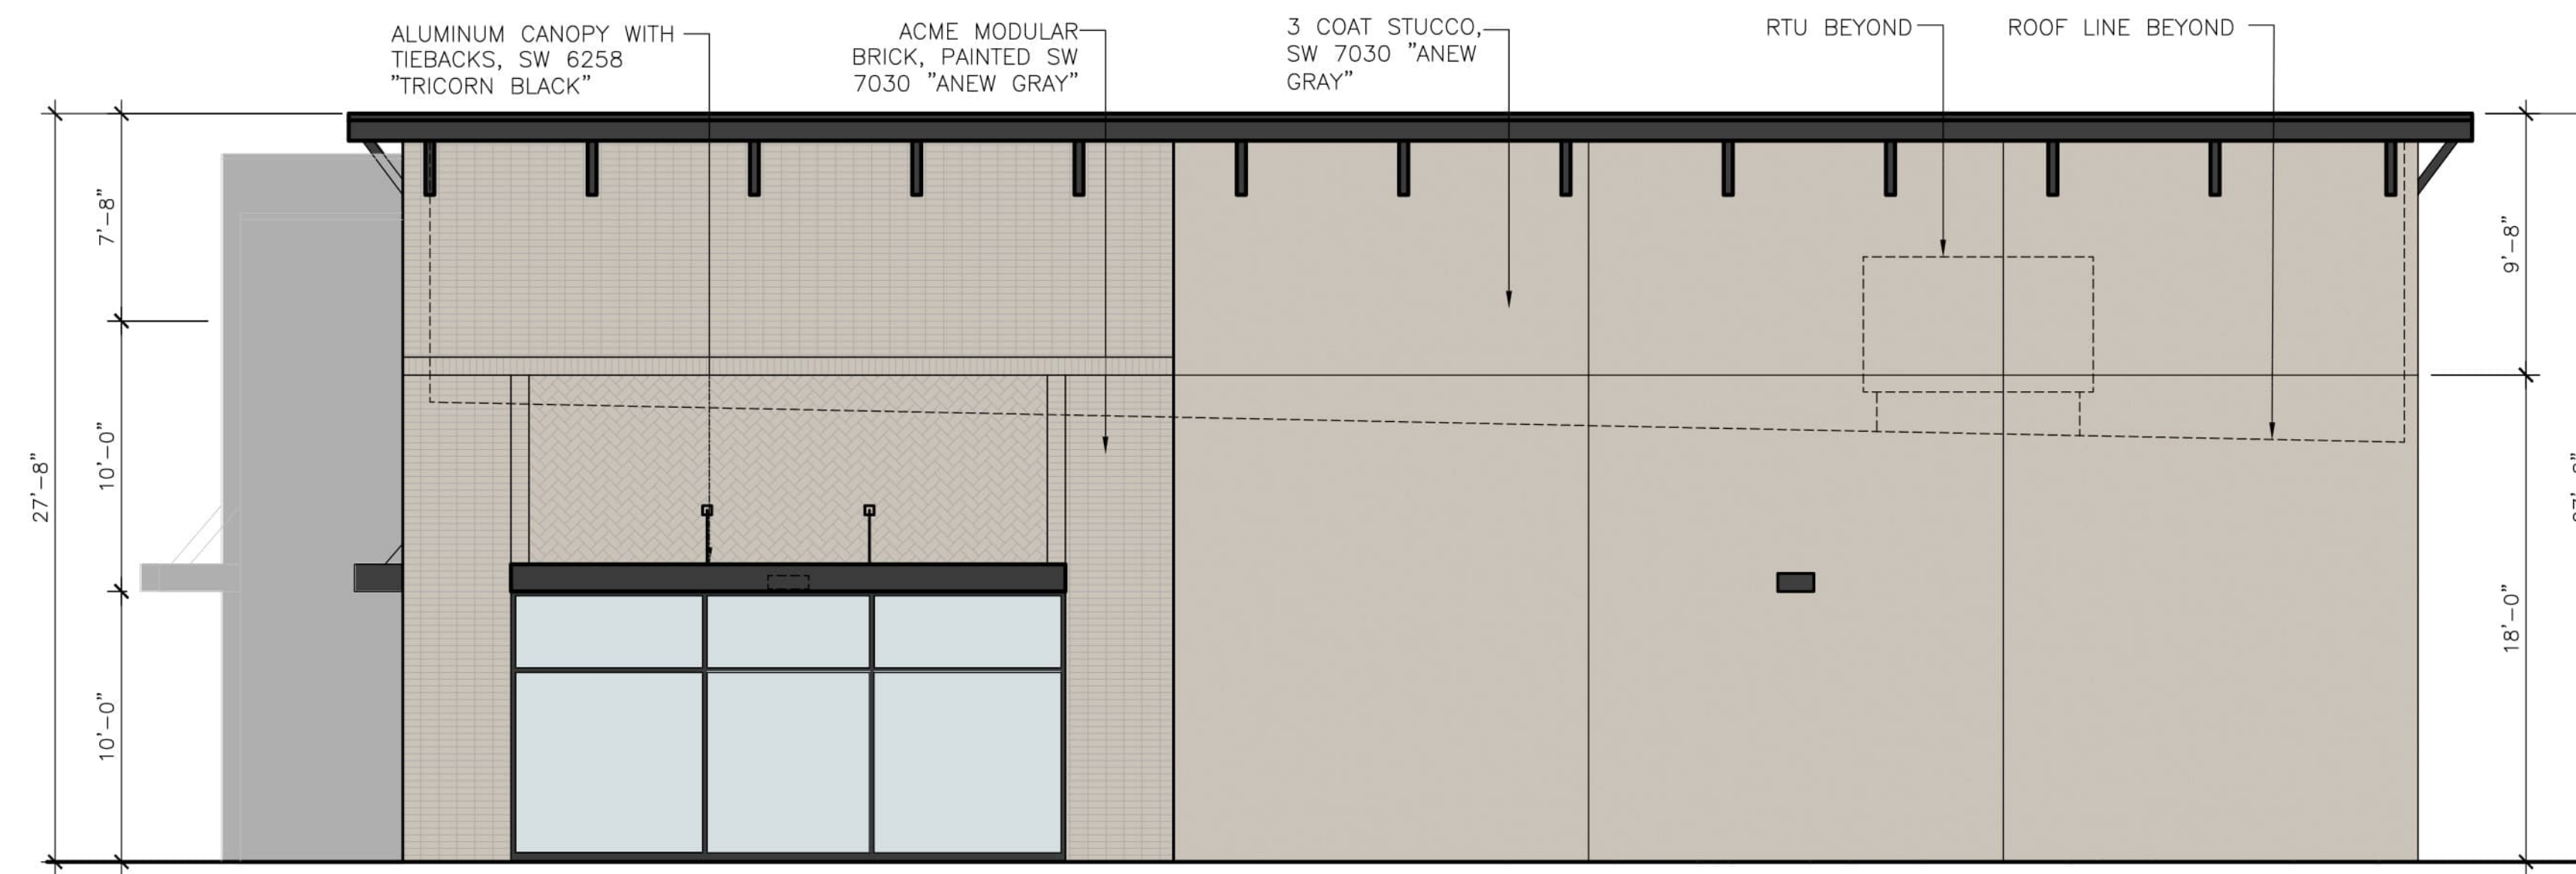 ALUMINUM CANOPY WITH
TIEBACKS, SW 6258
"TRICORN BLACK"
ACME MODULAR
BRICK, PAINTED SW
7030 "ANEW GRAY"
3 COAT STUCCO,
SW 7030 "ANEW
GRAY"
RTU BEYOND
ROOF LINE BEYOND
27'-8"
7'-8"
10'-0"
10'-0"
9'-8"
18'-0"